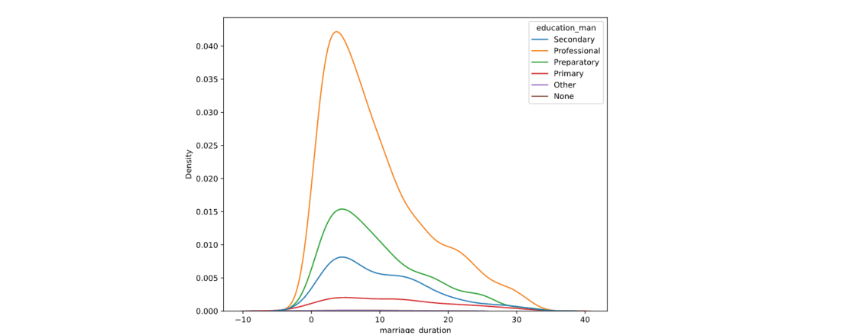 education_man
Secondary
Professional
Preparatory
Primary
Other
None
0.040
0.035
0.030
0.025
0.020
0.015
0.010
0.005
0.000
Density
−10 0 10 20 30 40
marriage_duration